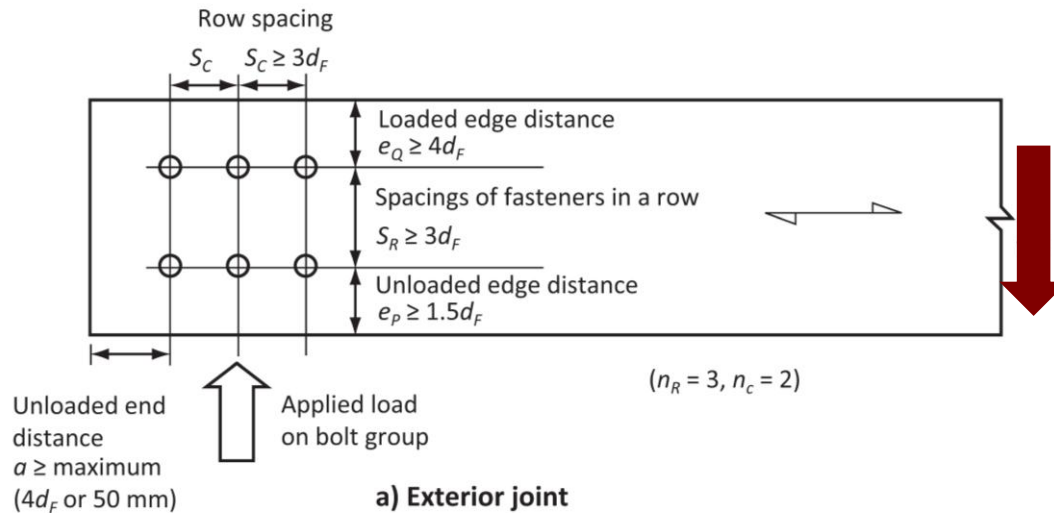 Row spacing
S_C S_C ≥ 3d_F
Loaded edge distance
e_Q ≥ 4d_F
Spacings of fasteners in a row
S_R ≥ 3d_F
Unloaded edge distance
e_P ≥ 1.5d_F
(n_R = 3, n_c = 2)
Unloaded end
distance
a ≥ maximum
(4d_F or 50 mm)
Applied load
on bolt group
a) Exterior joint